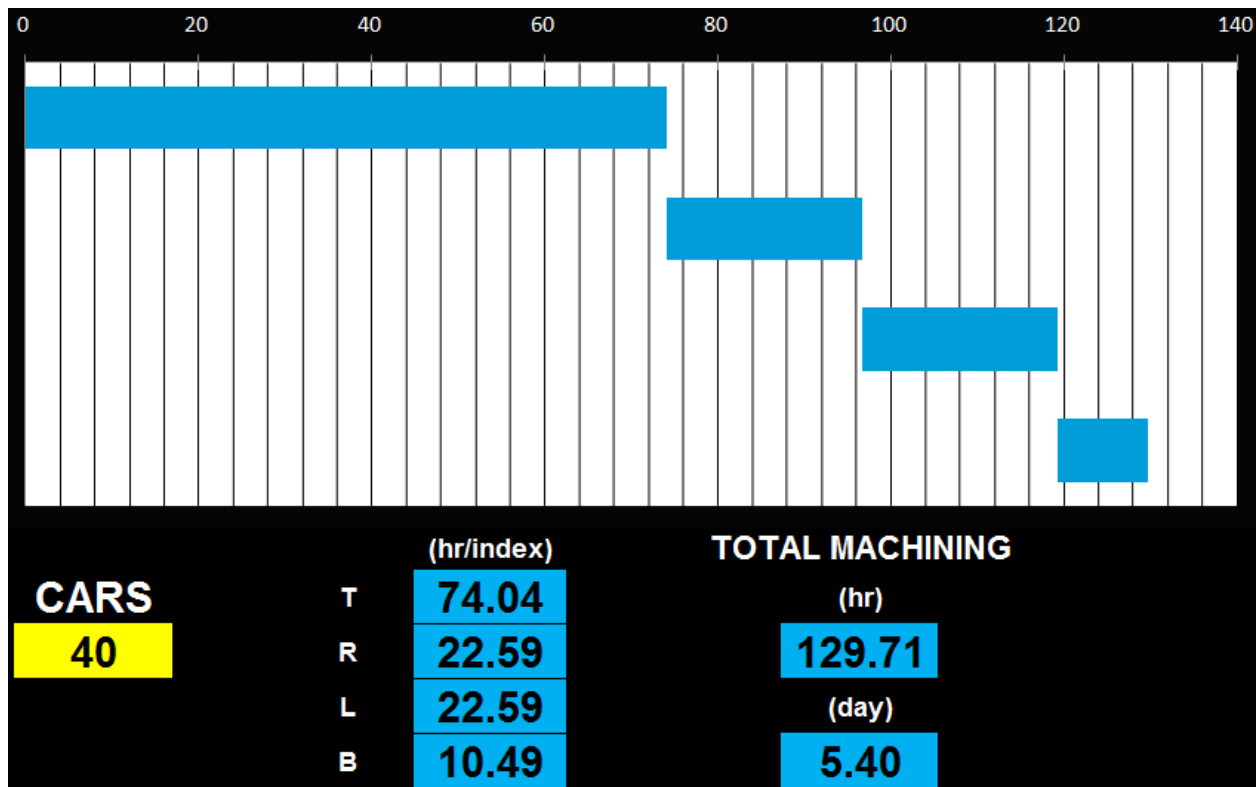 0 20 40 60 80 100 120 140
(hr/index) TOTAL MACHINING
CARS T 74.04 (hr)
40 R 22.59 129.71
L 22.59 (day)
B 10.49 5.40